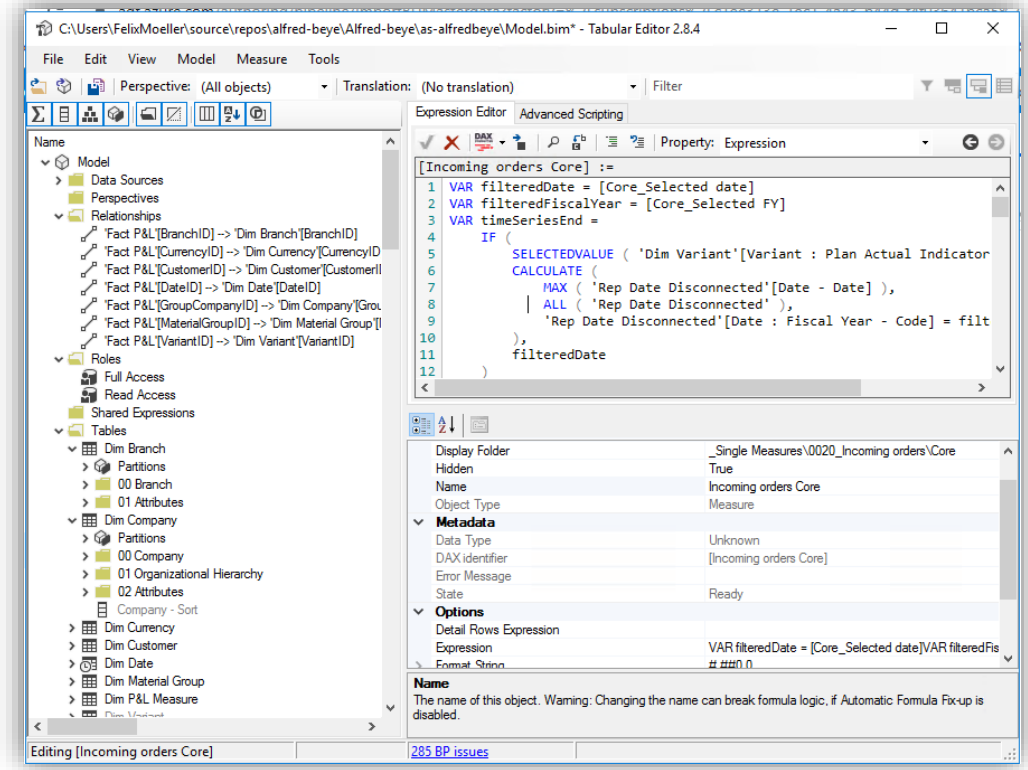 C:\Users\FelixMoeller\source\repos\alfred-beye\Alfred-beye\as-alfredbeye\Model.bim* - Tabular Editor 2.8.4
File Edit View Model Measure Tools
Perspective: (All objects) Translation: (No translation) Filter
Expression Editor Advanced Scripting
Name
Property: Expression
[Incoming orders Core] :=
1 VAR filteredDate = [Core_Selected date]
2 VAR filteredFiscalYear = [Core_Selected FY]
3 VAR timeSeriesEnd =
4 IF (
5 SELECTEDVALUE ( 'Dim Variant'[Variant : Plan Actual Indicator
6 CALCULATE (
7 MAX ( 'Rep Date Disconnected'[Date - Date] ),
8 ALL ( 'Rep Date Disconnected' ),
9 'Rep Date Disconnected'[Date : Fiscal Year - Code] = filt
10 ),
11 filteredDate
12 )
Model
Data Sources
Perspectives
Relationships
'Fact P&L'[BranchID] --> 'Dim Branch'[BranchID]
'Fact P&L'[CurrencyID] --> 'Dim Currency'[CurrencyID
'Fact P&L'[CustomerID] --> 'Dim Customer'[CustomerI
'Fact P&L'[DateID] --> 'Dim Date'[DateID]
'Fact P&L'[GroupCompanyID] --> 'Dim Company'[Grou
'Fact P&L'[MaterialGroupID] --> 'Dim Material Group'[
'Fact P&L'[VariantID] --> 'Dim Variant'[VariantID]
Roles
Full Access
Read Access
Shared Expressions
Tables
Dim Branch
Partitions
00 Branch
01 Attributes
Dim Company
Partitions
00 Company
01 Organizational Hierarchy
02 Attributes
Company - Sort
Dim Currency
Dim Customer
Dim Date
Dim Material Group
Dim P&L Measure
Dim Variant
Display Folder _Single Measures\0020_Incoming orders\Core
Hidden True
Name Incoming orders Core
Object Type Measure
Metadata
Data Type Unknown
DAX identifier [Incoming orders Core]
Error Message
State Ready
Options
Detail Rows Expression
Expression VAR filteredDate = [Core_Selected date]VAR filteredFis
Format String #,##0.0
Name
The name of this object. Warning: Changing the name can break formula logic, if Automatic Formula Fix-up is
disabled.
Editing [Incoming orders Core] 285 BP issues